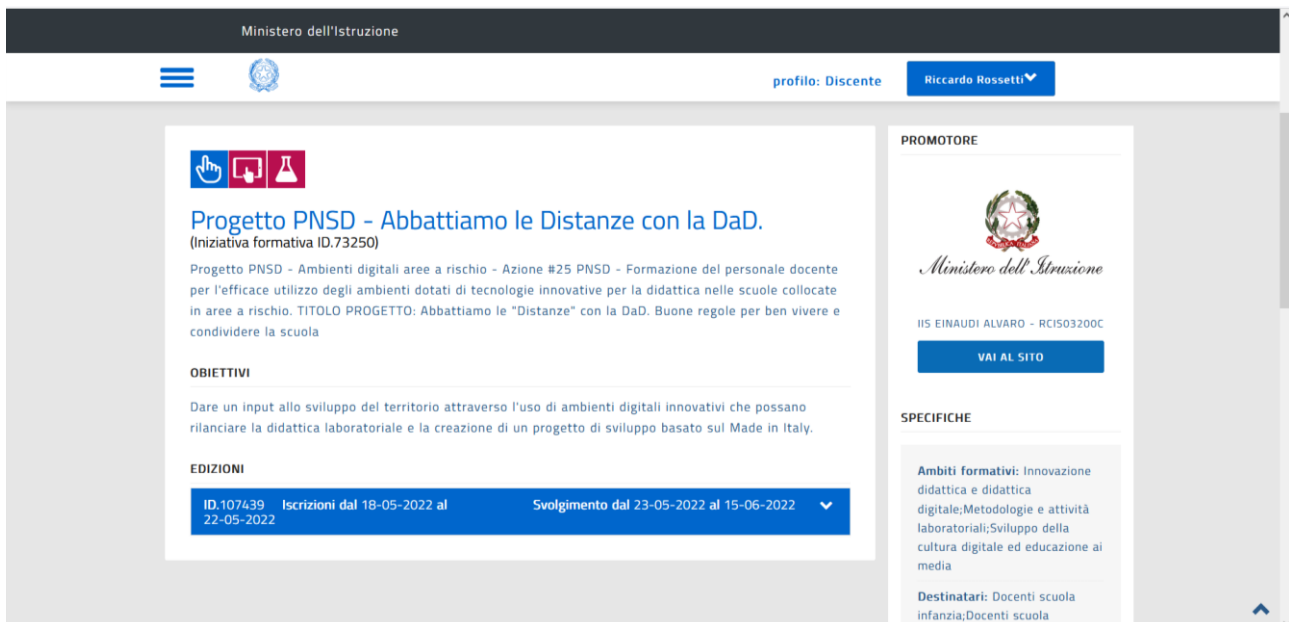 Ministero dell'Istruzione
profilo: Discente
Riccardo Rossetti
Progetto PNSD - Abbattiamo le Distanze con la DaD.
(Iniziativa formativa ID.73250)
Progetto PNSD - Ambienti digitali aree a rischio - Azione #25 PNSD - Formazione del personale docente
per l'efficace utilizzo degli ambienti dotati di tecnologie innovative per la didattica nelle scuole collocate
in aree a rischio. TITOLO PROGETTO: Abbattiamo le "Distanze" con la DaD. Buone regole per ben vivere e
condividere la scuola
OBIETTIVI
Dare un input allo sviluppo del territorio attraverso l'uso di ambienti digitali innovativi che possano
rilanciare la didattica laboratoriale e la creazione di un progetto di sviluppo basato sul Made in Italy.
EDIZIONI
ID.107439 Iscrizioni dal 18-05-2022 al
22-05-2022
Svolgimento dal 23-05-2022 al 15-06-2022
PROMOTORE
Ministero dell'Istruzione
IIS EINAUDI ALVARO - RCIS03200C
VAI AL SITO
SPECIFICHE
Ambiti formativi: Innovazione
didattica e didattica
digitale;Metodologie e attività
laboratoriali;Sviluppo della
cultura digitale ed educazione ai
media
Destinatari: Docenti scuola
infanzia;Docenti scuola